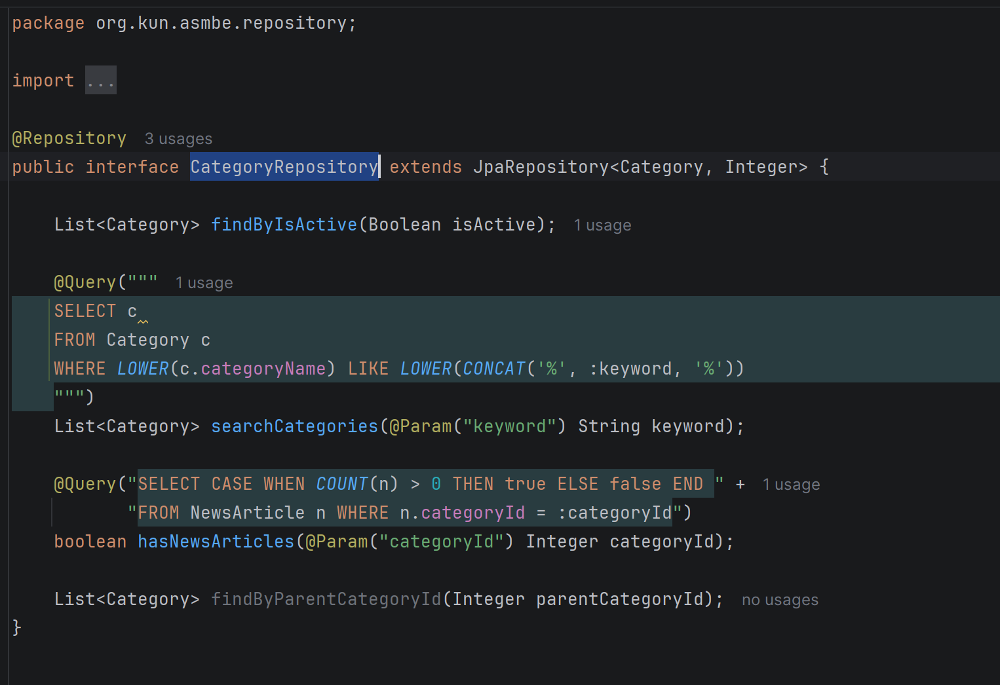 package org.kun.asmbe.repository;
import ...
@Repository 3 usages
public interface CategoryRepository extends JpaRepository<Category, Integer> {
List<Category> findByIsActive(Boolean isActive); 1 usage
@Query(""" 1 usage
SELECT c
FROM Category c
WHERE LOWER(c.categoryName) LIKE LOWER(CONCAT('%', :keyword, '%'))
""")
List<Category> searchCategories(@Param("keyword") String keyword);
@Query("SELECT CASE WHEN COUNT(n) > 0 THEN true ELSE false END " + 1 usage
"FROM NewsArticle n WHERE n.categoryId = :categoryId")
boolean hasNewsArticles(@Param("categoryId") Integer categoryId);
List<Category> findByParentCategoryId(Integer parentCategoryId); no usages
}